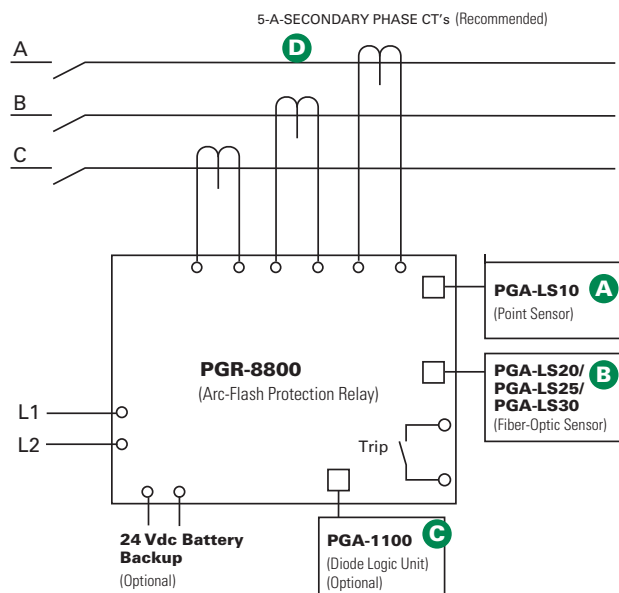 5-A-SECONDARY PHASE CT's (Recommended)
D
A
B
C
PGA-LS10
A
(Point Sensor)
PGR-8800
(Arc-Flash Protection Relay)
PGA-LS20/
PGA-LS25/
PGA-LS30
B
(Fiber-Optic Sensor)
L1
L2
Trip
24 Vdc Battery
Backup
(Optional)
PGA-1100
C
(Diode Logic Unit)
(Optional)